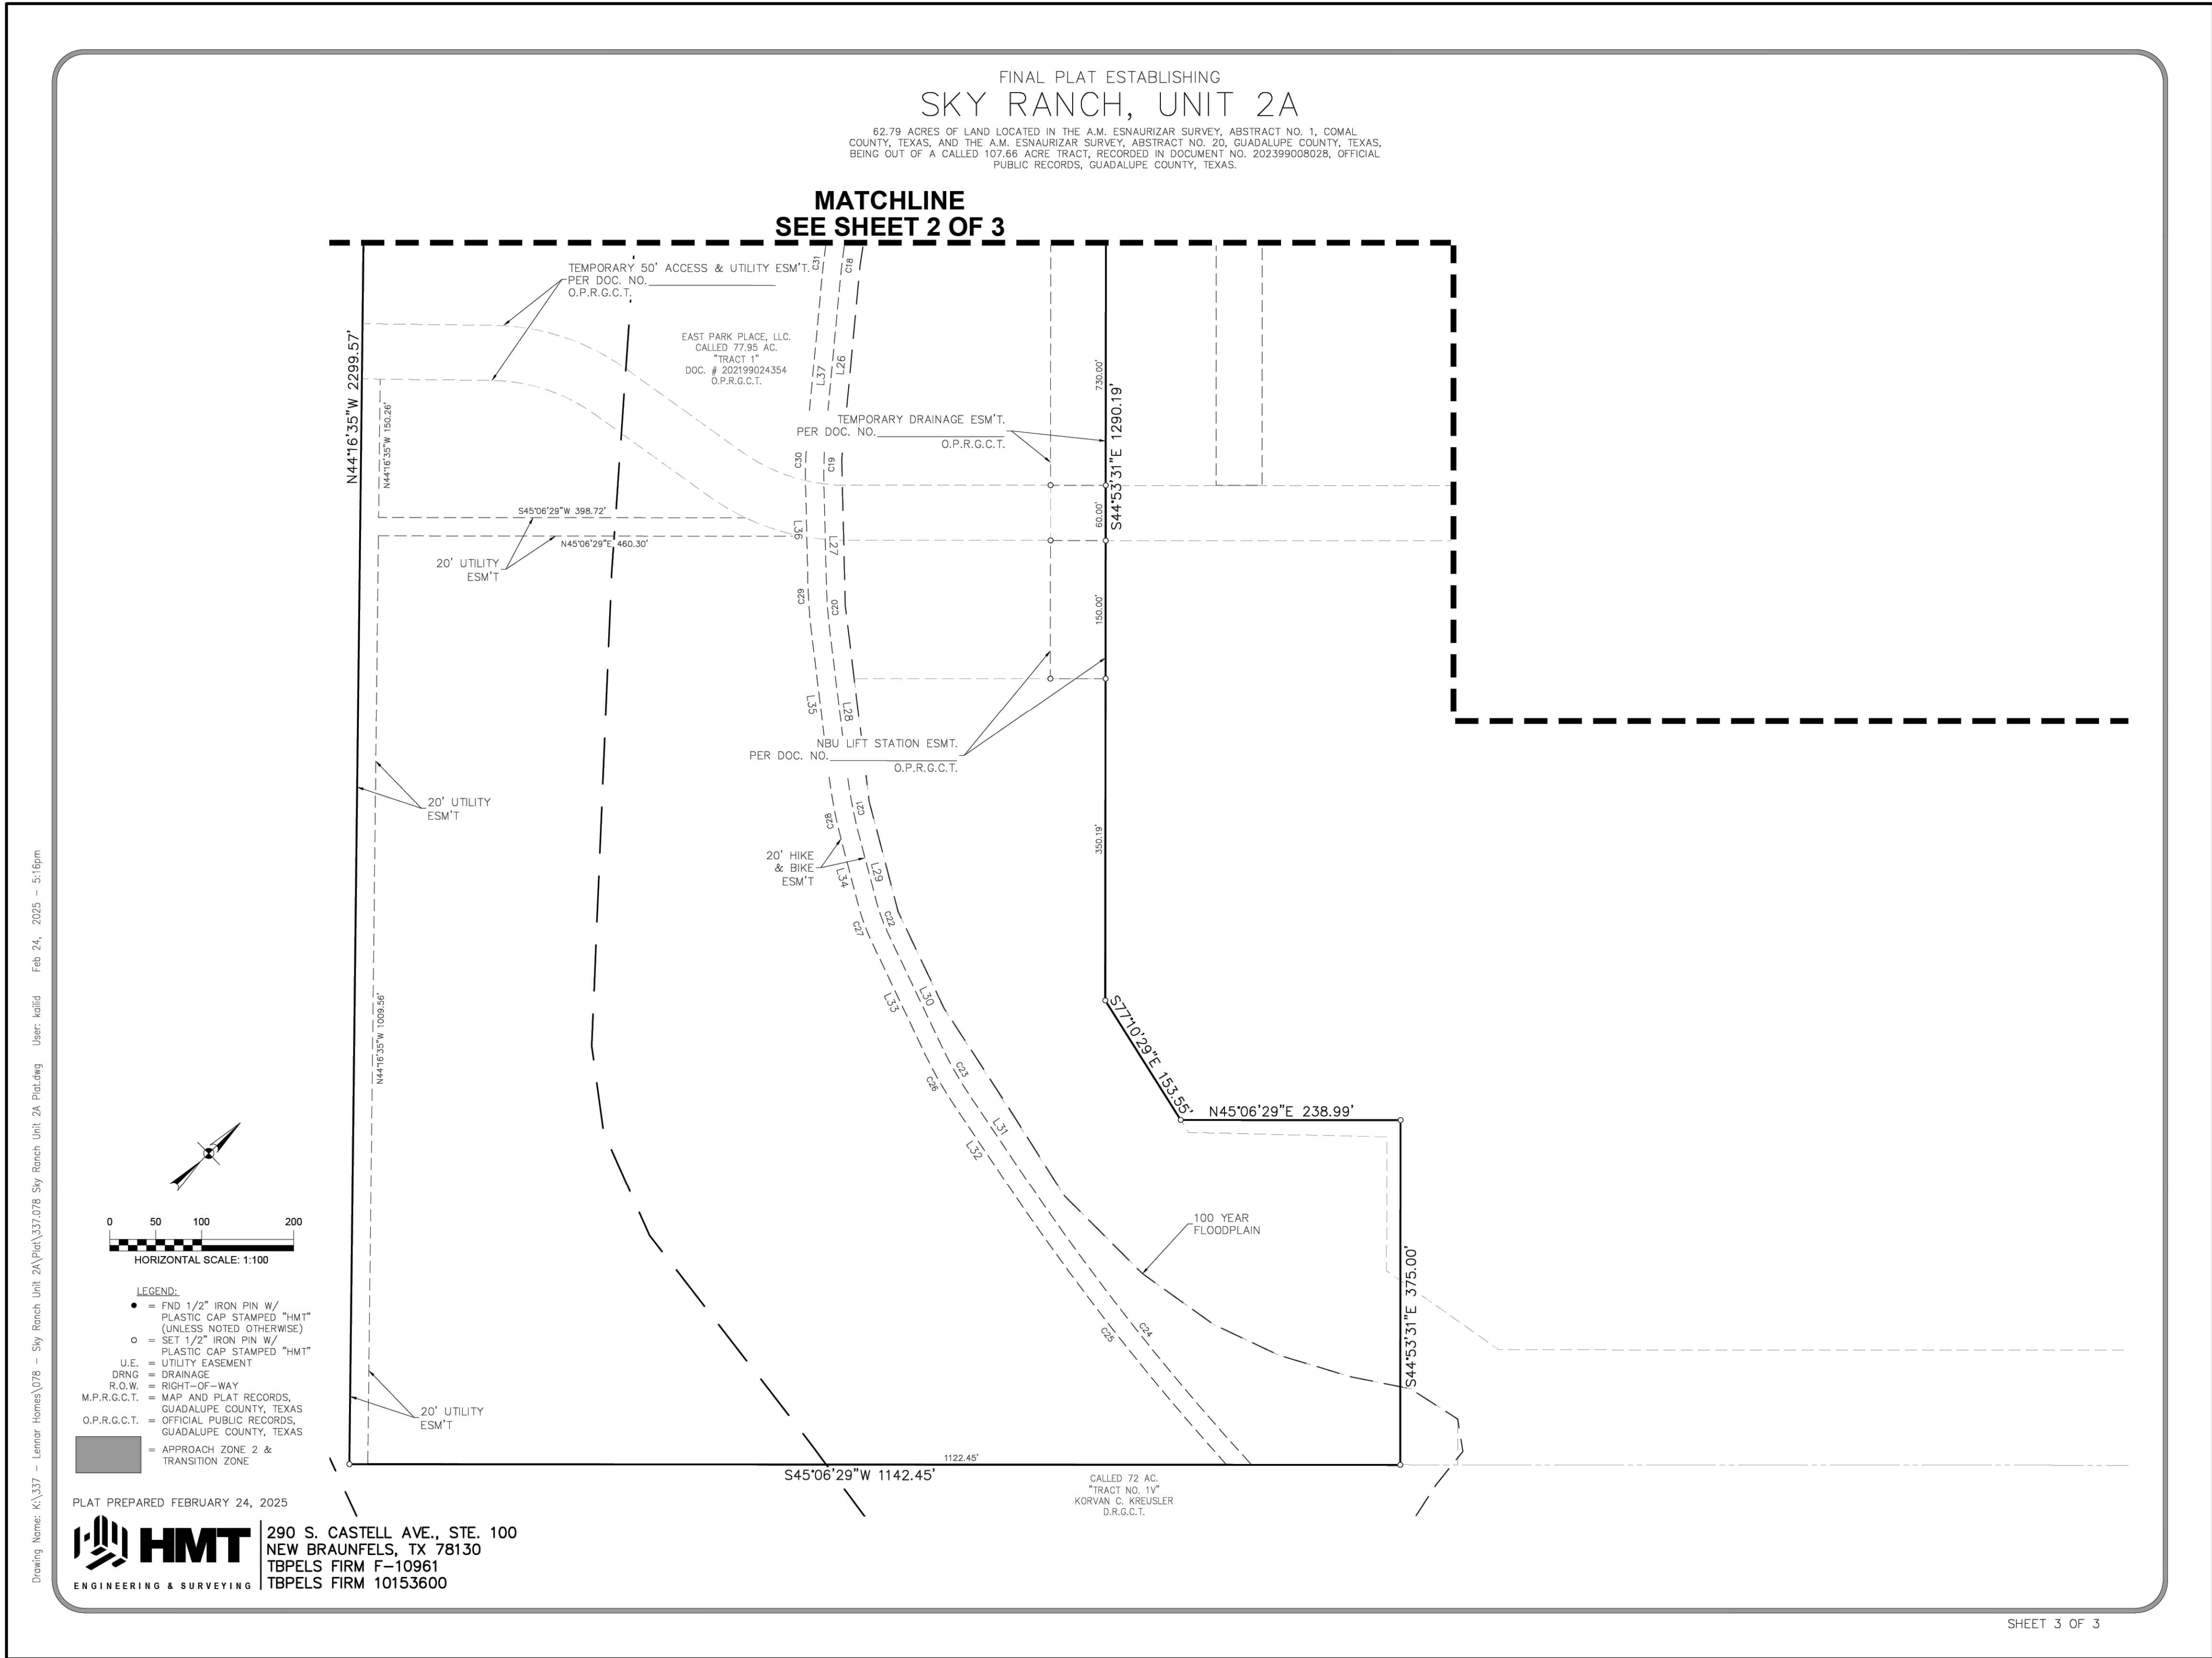 FINAL PLAT ESTABLISHING
SKY RANCH, UNIT 2A
62.79 ACRES OF LAND LOCATED IN THE A.M. ESNAURIZAR SURVEY, ABSTRACT NO. 1, COMAL
COUNTY, TEXAS, AND THE A.M. ESNAURIZAR SURVEY, ABSTRACT NO. 20, GUADALUPE COUNTY, TEXAS,
BEING OUT OF A CALLED 107.66 ACRE TRACT, RECORDED IN DOCUMENT NO. 202399008028, OFFICIAL
PUBLIC RECORDS, GUADALUPE COUNTY, TEXAS.
MATCHLINE
SEE SHEET 2 OF 3
TEMPORARY 50' ACCESS & UTILITY ESM'T.
PER DOC. NO.
O.P.R.G.C.T.
C31
C18
EAST PARK PLACE, LLC.
CALLED 77.95 AC.
"TRACT 1"
DOC. # 202199024354
O.P.R.G.C.T.
N44°16'35"W 2299.57'
N44°16'35"W 150.26'
L37
L26
730.00'
S44°53'31"E 1290.19'
TEMPORARY DRAINAGE ESM'T.
PER DOC. NO.
O.P.R.G.C.T.
C30
C19
S45°06'29"W 398.72'
N45°06'29"E 460.30'
20' UTILITY
ESM'T
L36
L27
60.00'
C29
C20
150.00'
L35
L28
NBU LIFT STATION ESMT.
PER DOC. NO.
O.P.R.G.C.T.
20' UTILITY
ESM'T
C28
C21
350.19'
20' HIKE
& BIKE
ESM'T
L34
L29
C27
C22
L33
L30
N44°16'35"W 1009.56'
S77°10'29"E 153.55'
C26
C23
N45°06'29"E 238.99'
L32
L31
100 YEAR
FLOODPLAIN
S44°53'31"E 375.00'
C25
C24
20' UTILITY
ESM'T
1122.45'
S45°06'29"W 1142.45'
CALLED 72 AC.
"TRACT NO. 1V"
KORVAN C. KREUSLER
D.R.G.C.T.
0 50 100 200
HORIZONTAL SCALE: 1:100
LEGEND:
= FND 1/2" IRON PIN W/
PLASTIC CAP STAMPED "HMT"
(UNLESS NOTED OTHERWISE)
= SET 1/2" IRON PIN W/
PLASTIC CAP STAMPED "HMT"
U.E. = UTILITY EASEMENT
DRNG = DRAINAGE
R.O.W. = RIGHT-OF-WAY
M.P.R.G.C.T. = MAP AND PLAT RECORDS,
GUADALUPE COUNTY, TEXAS
O.P.R.G.C.T. = OFFICIAL PUBLIC RECORDS,
GUADALUPE COUNTY, TEXAS
= APPROACH ZONE 2 &
TRANSITION ZONE
PLAT PREPARED FEBRUARY 24, 2025
HMT
ENGINEERING & SURVEYING
290 S. CASTELL AVE., STE. 100
NEW BRAUNFELS, TX 78130
TBPELS FIRM F-10961
TBPELS FIRM 10153600
Drawing Name: K:\337 - Lennar Homes\078 - Sky Ranch Unit 2A\Plat\337.078 Sky Ranch Unit 2A Plat.dwg User: kailid Feb 24, 2025 - 5:16pm
SHEET 3 OF 3